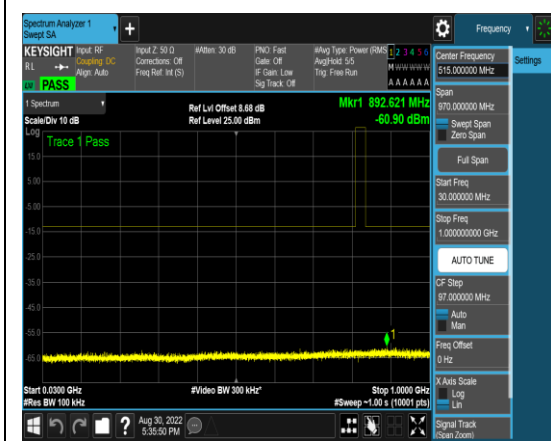 Spectrum Analyzer 1
Swept SA
Frequency
KEYSIGHT
Input: RF
Input Z: 50 Ω
#Atten: 30 dB
PNO: Fast
#Avg Type: Power (RMS
1 2 3 4 5 6
RL
Coupling: DC
Corrections: Off
Gate: Off
Avg|Hold: 5/5
M W W W W W
Align: Auto
Freq Ref: Int (S)
IF Gain: Low
Trig: Free Run
Sig Track: Off
A A A A A A
PASS
1 Spectrum
Ref Lvl Offset 8.68 dB
Mkr1 892.621 MHz
Scale/Div 10 dB
Ref Level 25.00 dBm
-60.90 dBm
Log
Trace 1 Pass
15.0
5.00
-5.00
-15.0
-25.0
-35.0
-45.0
-55.0
-65.0
1
Start 0.0300 GHz
#Video BW 300 kHz*
Stop 1.0000 GHz
#Res BW 100 kHz
#Sweep ~1.00 s (10001 pts)
Center Frequency
515.000000 MHz
Settings
Span
970.000000 MHz
Swept Span
Zero Span
Full Span
Start Freq
30.000000 MHz
Stop Freq
1.000000000 GHz
AUTO TUNE
CF Step
97.000000 MHz
Auto
Man
Freq Offset
0 Hz
X Axis Scale
Log
Lin
Signal Track
(Span Zoom)
?
Aug 30, 2022
5:35:50 PM